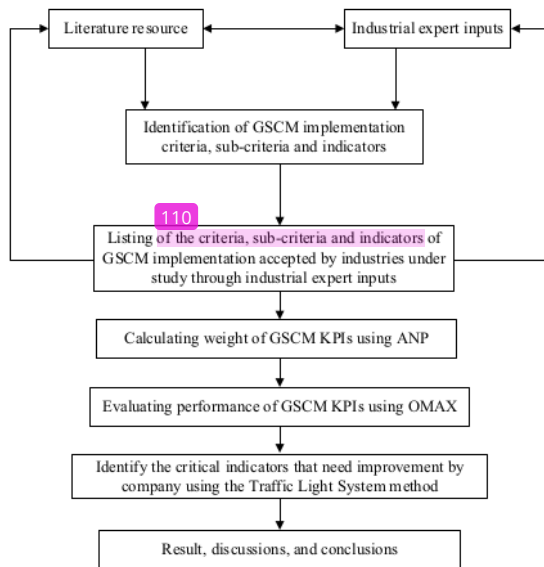 Literature resource
Industrial expert inputs
Identification of GSCM implementation
criteria, sub-criteria and indicators
110
Listing of the criteria, sub-criteria and indicators of
GSCM implementation accepted by industries under
study through industrial expert inputs
Calculating weight of GSCM KPIs using ANP
Evaluating performance of GSCM KPIs using OMAX
Identify the critical indicators that need improvement by
company using the Traffic Light System method
Result, discussions, and conclusions